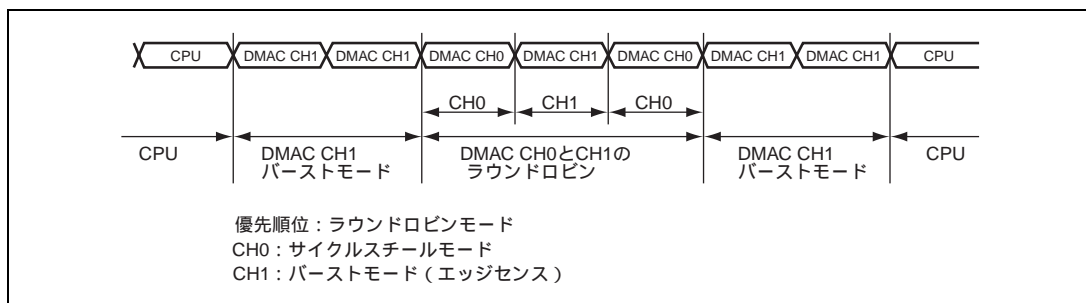 CPU DMAC CH1 DMAC CH1 DMAC CH0 DMAC CH1 DMAC CH0 DMAC CH1 DMAC CH1 CPU
CH0 CH1 CH0
CPU DMAC CH1 DMAC CH0とCH1の DMAC CH1 CPU
バーストモード ラウンドロビン バーストモード
優先順位：ラウンドロビンモード
CH0：サイクルスチールモード
CH1：バーストモード（エッジセンス）